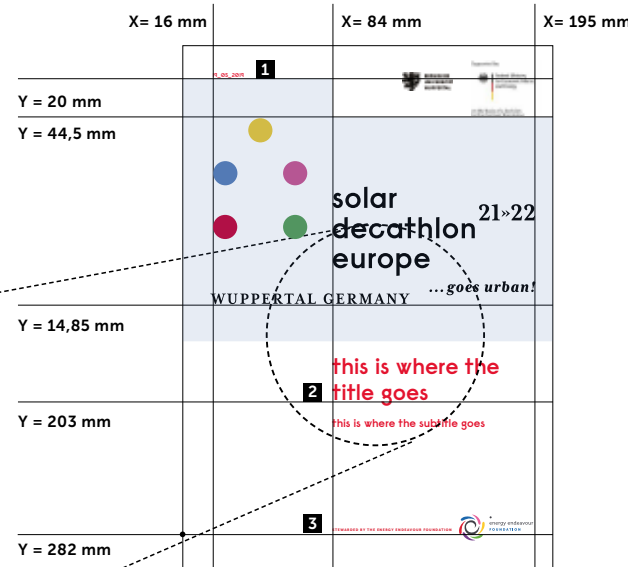 X= 16 mm
X= 84 mm
X= 195 mm
1
Y = 20 mm
Y = 44,5 mm
solar
decathlon
europe
21»22
...goes urban!
WUPPERTAL GERMANY
Y = 14,85 mm
this is where the
title goes
2
this is where the subtitle goes
Y = 203 mm
3
STEWARDED BY THE ENERGY ENDEAVOUR FOUNDATION
energy endeavour
FOUNDATION
Y = 282 mm